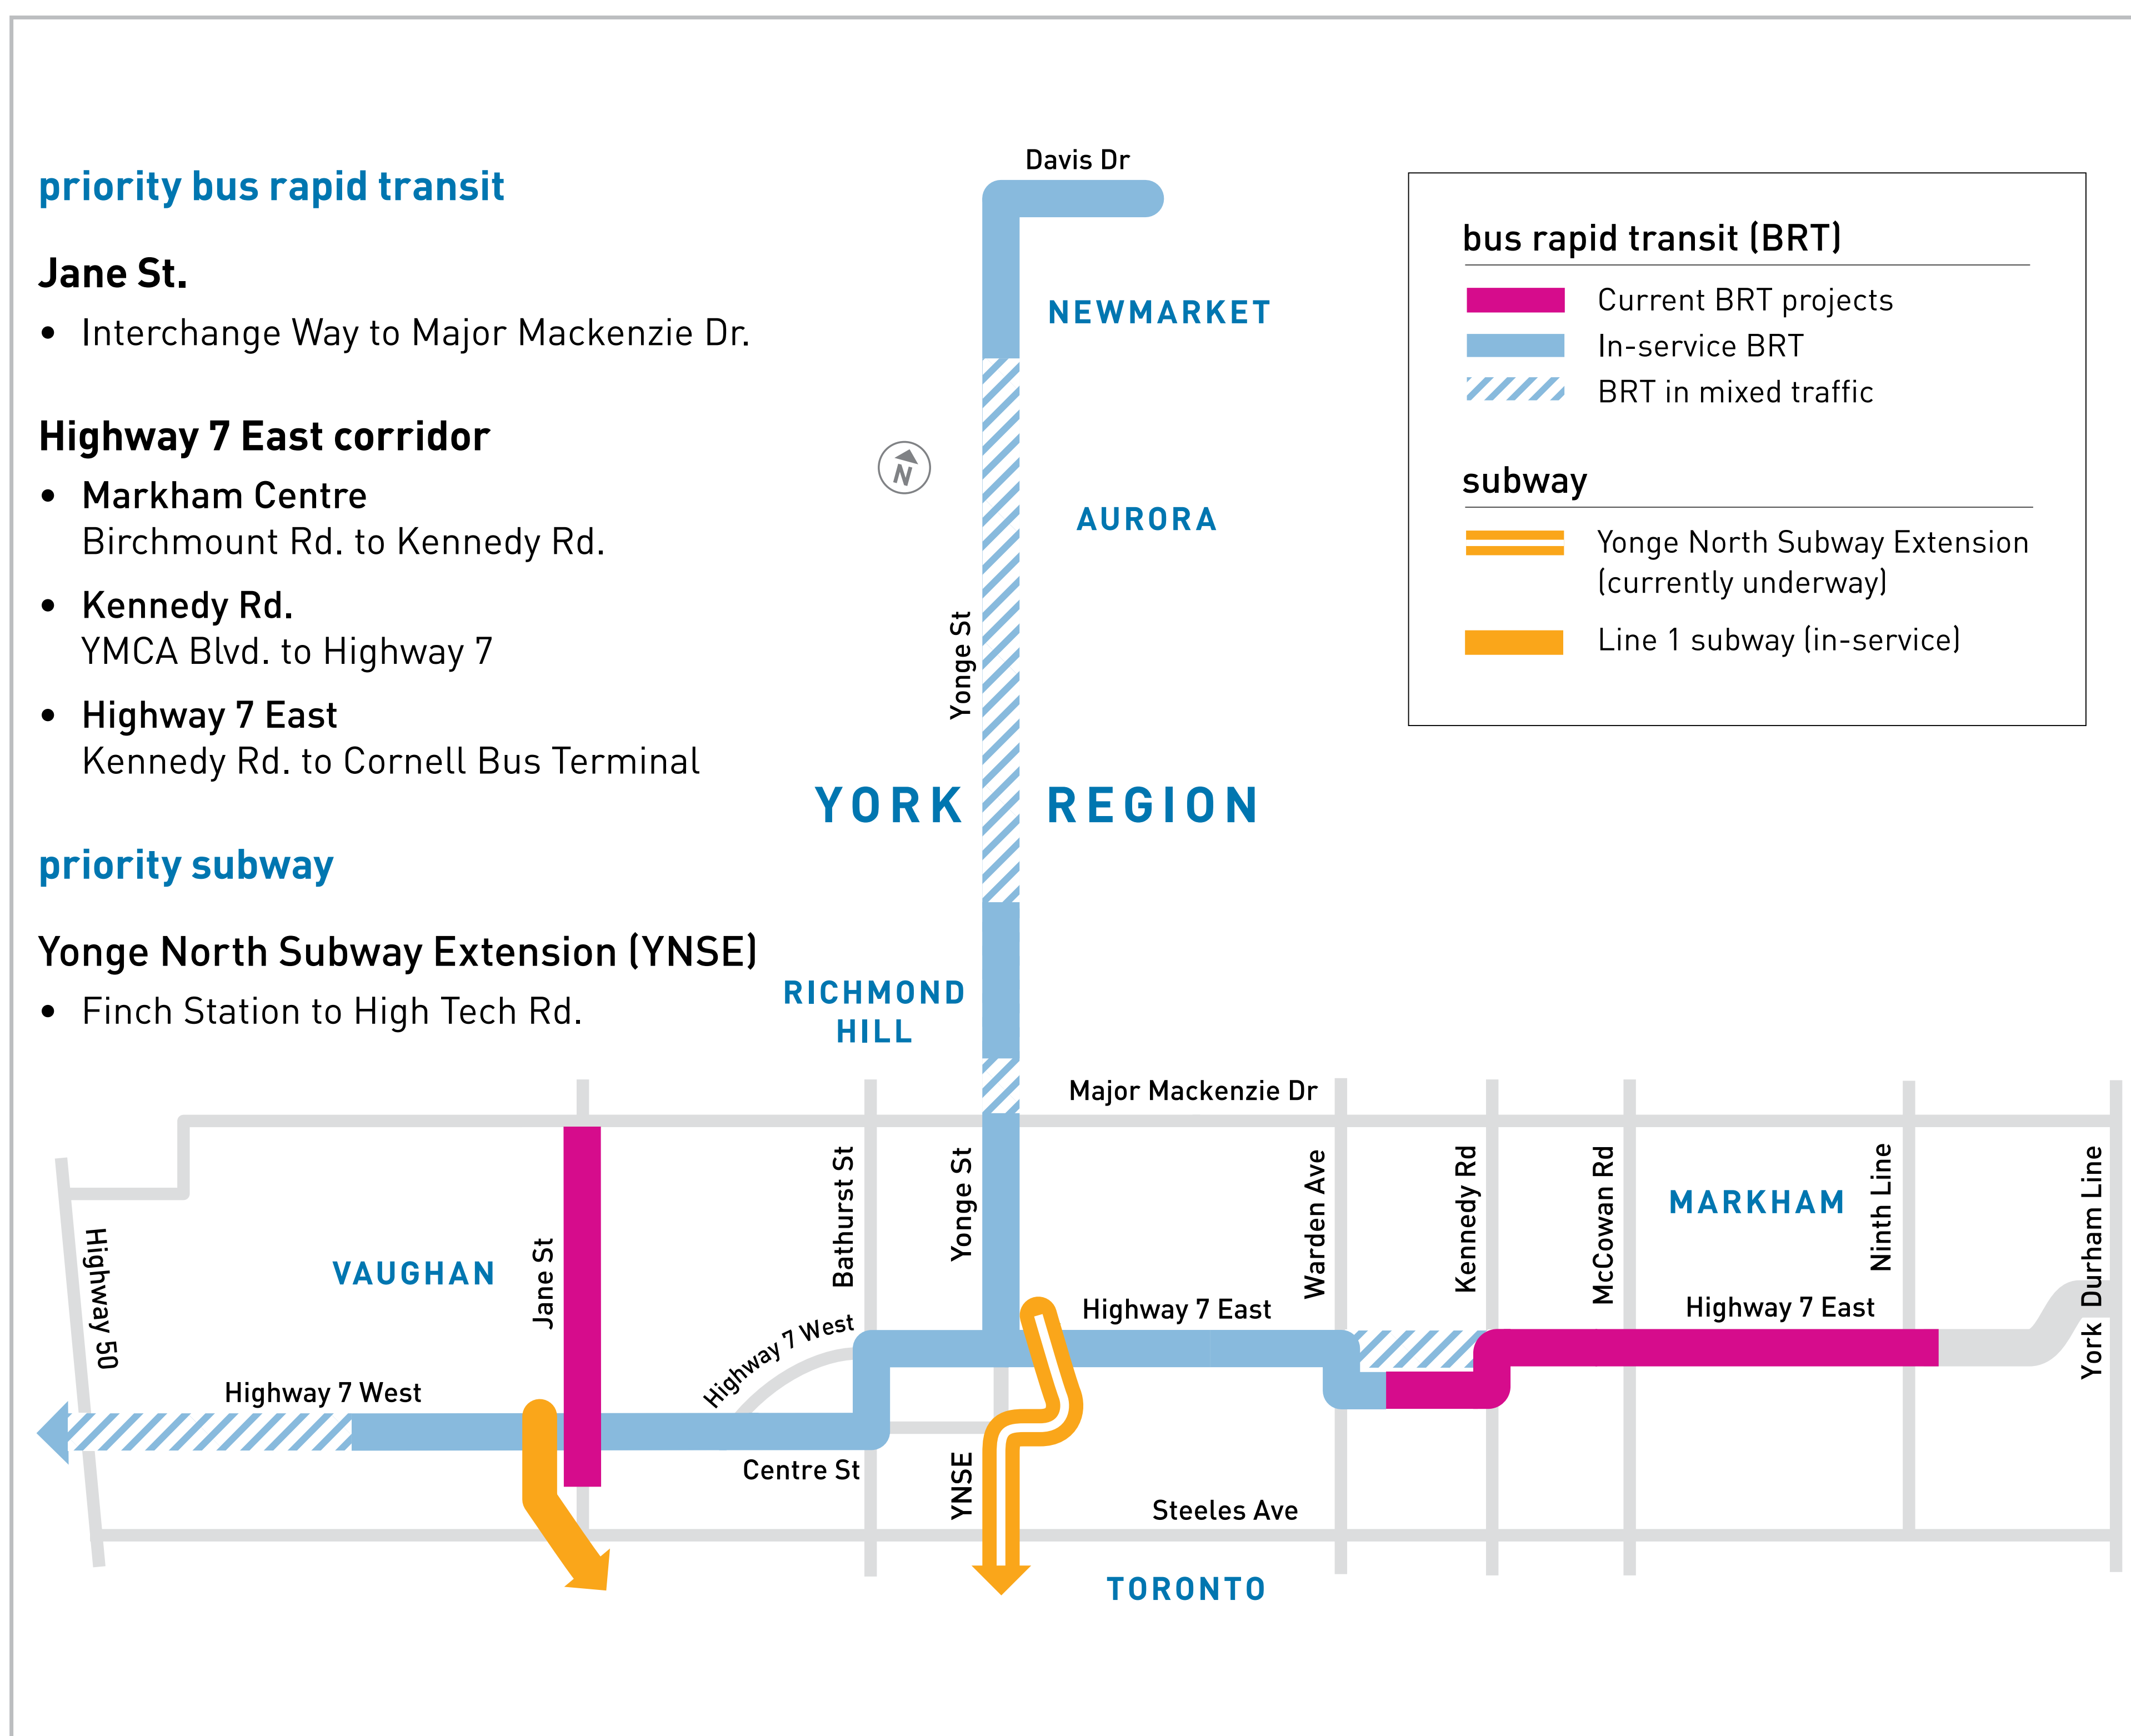 priority bus rapid transit
Jane St.
• Interchange Way to Major Mackenzie Dr.
Highway 7 East corridor
• Markham Centre
Birchmount Rd. to Kennedy Rd.
• Kennedy Rd.
YMCA Blvd. to Highway 7
• Highway 7 East
Kennedy Rd. to Cornell Bus Terminal
priority subway
Yonge North Subway Extension (YNSE)
• Finch Station to High Tech Rd.
bus rapid transit (BRT)
Current BRT projects
In-service BRT
BRT in mixed traffic
subway
Yonge North Subway Extension
(currently underway)
Line 1 subway (in-service)
Davis Dr
NEWMARKET
N
AURORA
Yonge St
YORK REGION
RICHMOND
HILL
Major Mackenzie Dr
Highway 50
VAUGHAN
Jane St
Bathurst St
Yonge St
Warden Ave
Kennedy Rd
McCowan Rd
MARKHAM
Ninth Line
York Durham Line
Highway 7 West
Highway 7 East
Highway 7 East
Highway 7 West
Centre St
YNSE
Steeles Ave
TORONTO